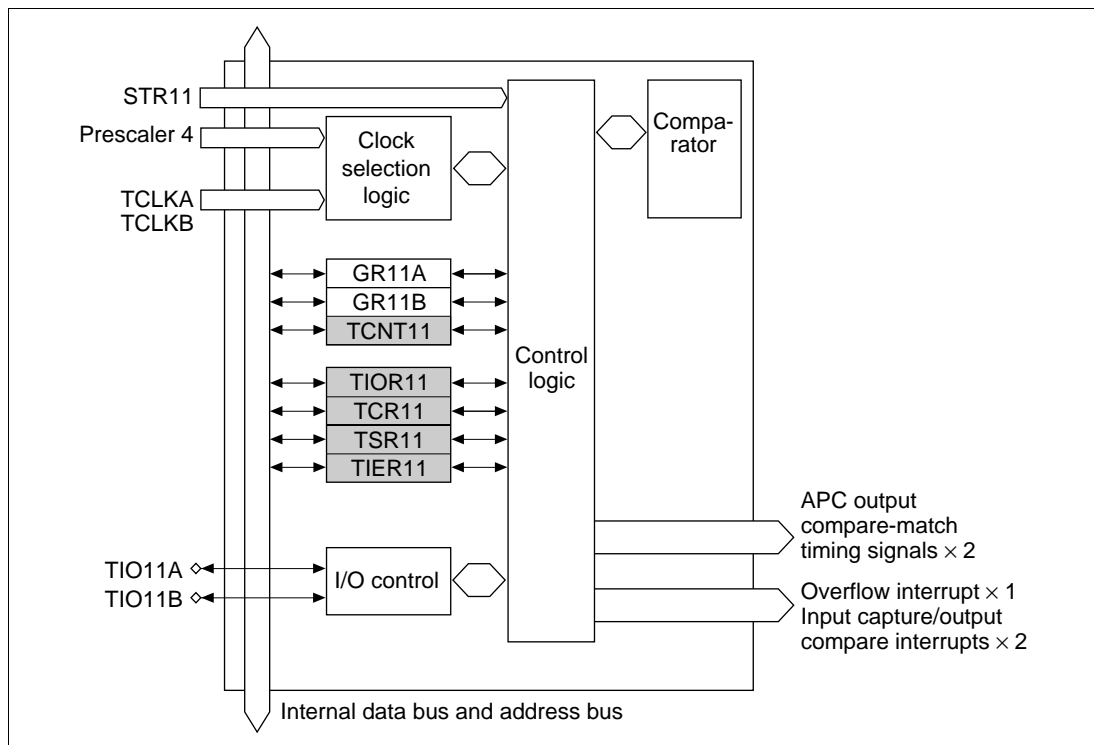 STR11
Prescaler 4
TCLKA
TCLKB
Clock
selection
logic
Compa-
rator
GR11A
GR11B
TCNT11
TIOR11
TCR11
TSR11
TIER11
Control
logic
TIO11A
TIO11B
I/O control
APC output
compare-match
timing signals × 2
Overflow interrupt × 1
Input capture/output
compare interrupts × 2
Internal data bus and address bus